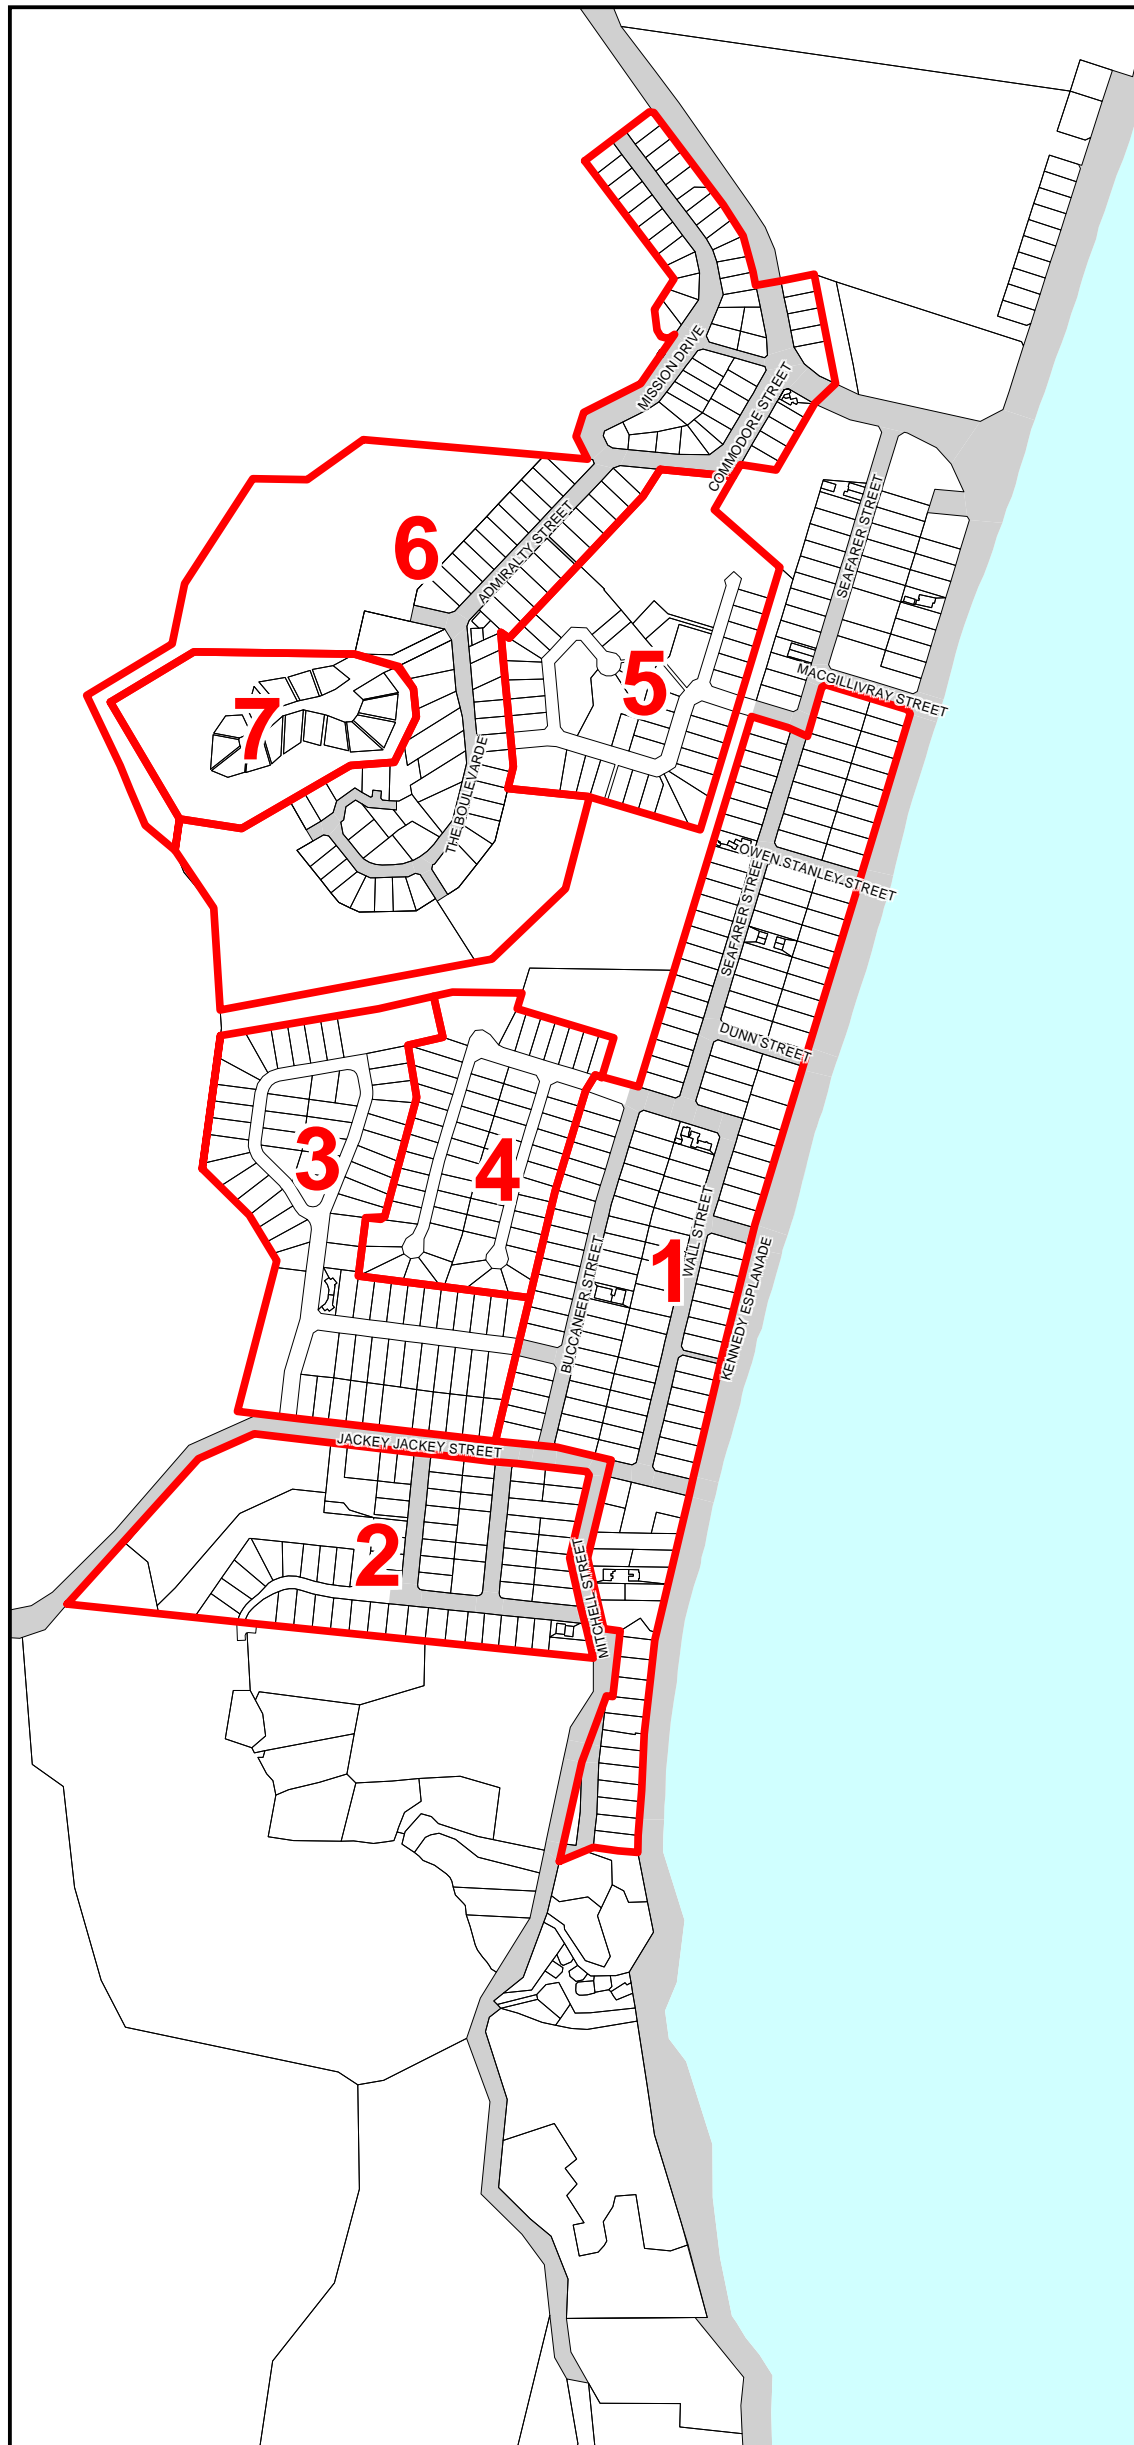 MISSION DRIVE
COMMODORE STREET
SEAFARER STREET
6
ADMIRALTY STREET
5
MACGILLIVRAY STREET
7
THE BOULEVARDE
OWEN STANLEY STREET
SEAFARER STREET
DUNN STREET
3
4
WALL STREET
1
BUCCANEER STREET
KENNEDY ESPLANADE
JACKEY JACKEY STREET
2
MITCHELL STREET